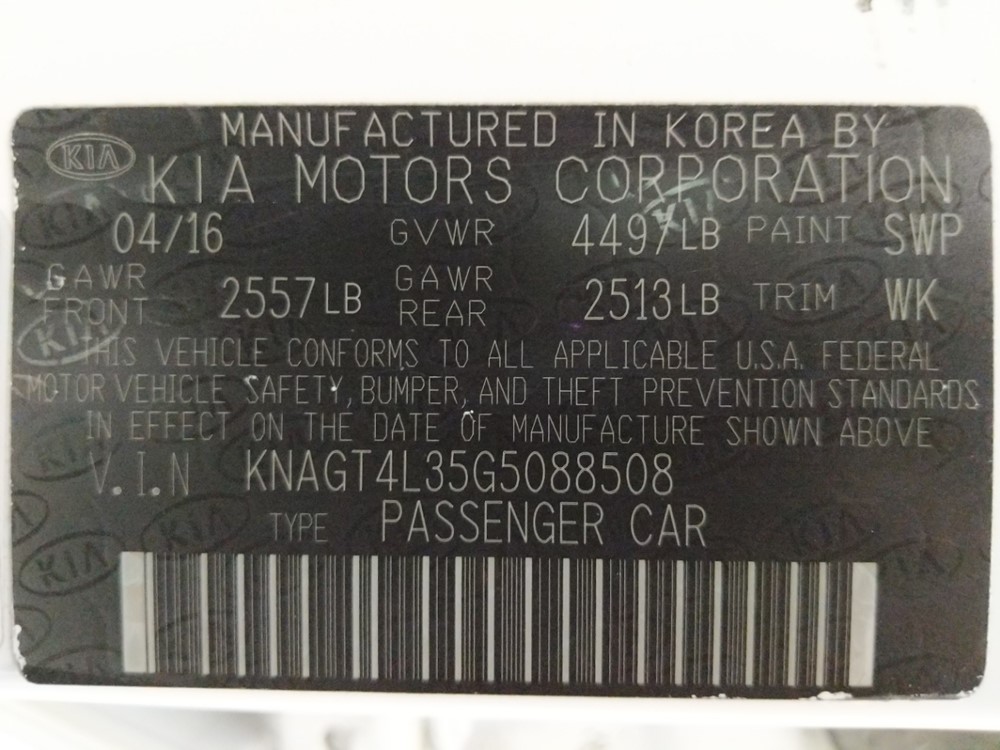 KIA
MANUFACTURED IN KOREA BY
KIA MOTORS CORPORATION
04/16 GVWR 4497LB PAINT SWP
GAWR FRONT 2557LB GAWR REAR 2513LB TRIM WK
THIS VEHICLE CONFORMS TO ALL APPLICABLE U.S.A. FEDERAL
MOTOR VEHICLE SAFETY, BUMPER, AND THEFT PREVENTION STANDARDS
IN EFFECT ON THE DATE OF MANUFACTURE SHOWN ABOVE
V.I.N KNAGT4L35G5088508
TYPE PASSENGER CAR